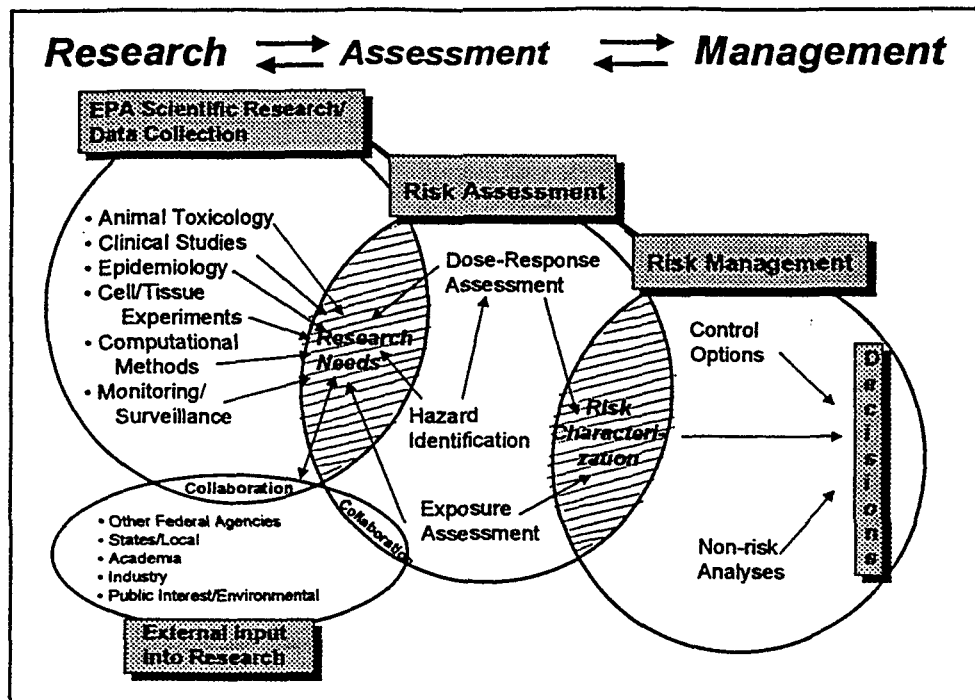 Research Assessment Management
EPA Scientific Research/
Data Collection
Risk Assessment
Risk Management
• Animal Toxicology
• Clinical Studies
• Epidemiology
• Cell/Tissue
Experiments
• Computational
Methods
• Monitoring/
Surveillance
Research
Needs
Dose-Response
Assessment
Hazard
Identification
Exposure
Assessment
Risk
Characteri-
zation
Control
Options
Non-risk
Analyses
Decisions
Collaboration
Collaboration
• Other Federal Agencies
• States/Local
• Academia
• Industry
• Public Interest/Environmental
External Input
Into Research